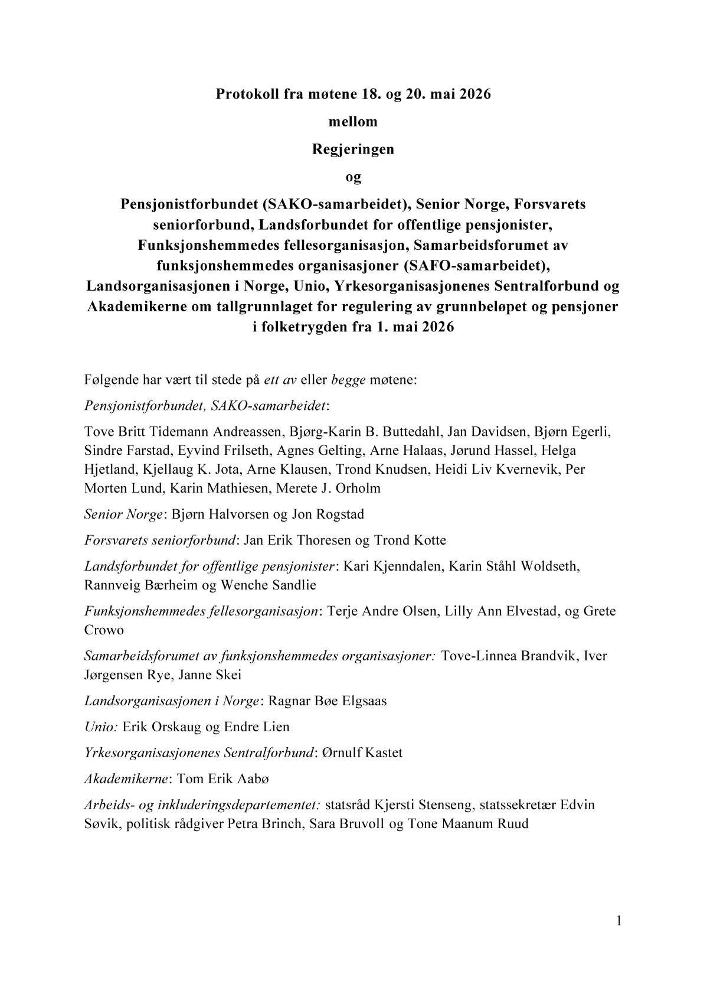 Protokoll fra møtene 18. og 20. mai 2026
mellom
Regjeringen
og
Pensjonistforbundet (SAKO-samarbeidet), Senior Norge, Forsvarets
seniorforbund, Landsforbundet for offentlige pensjonister,
Funksjonshemmedes fellesorganisasjon, Samarbeidsforumet av
funksjonshemmedes organisasjoner (SAFO-samarbeidet),
Landsorganisasjonen i Norge, Unio, Yrkesorganisasjonenes Sentralforbund og
Akademikerne om tallgrunnlaget for regulering av grunnbeløpet og pensjoner
i folketrygden fra 1. mai 2026
Følgende har vært til stede på ett av eller begge møtene:
Pensjonistforbundet, SAKO-samarbeidet:
Tove Britt Tidemann Andreassen, Bjørg-Karin B. Buttedahl, Jan Davidsen, Bjørn Egerli,
Sindre Farstad, Eyvind Frilseth, Agnes Gelting, Arne Halaas, Jørund Hassel, Helga
Hjetland, Kjellaug K. Jota, Arne Klausen, Trond Knudsen, Heidi Liv Kvernevik, Per
Morten Lund, Karin Mathiesen, Merete J. Orholm
Senior Norge: Bjørn Halvorsen og Jon Rogstad
Forsvarets seniorforbund: Jan Erik Thoresen og Trond Kotte
Landsforbundet for offentlige pensjonister: Kari Kjenndalen, Karin Ståhl Woldseth,
Rannveig Bærheim og Wenche Sandlie
Funksjonshemmedes fellesorganisasjon: Terje Andre Olsen, Lilly Ann Elvestad, og Grete
Crowo
Samarbeidsforumet av funksjonshemmedes organisasjoner: Tove-Linnea Brandvik, Iver
Jørgensen Rye, Janne Skei
Landsorganisasjonen i Norge: Ragnar Bøe Elgsaas
Unio: Erik Orskaug og Endre Lien
Yrkesorganisasjonenes Sentralforbund: Ørnulf Kastet
Akademikerne: Tom Erik Aabø
Arbeids- og inkluderingsdepartementet: statsråd Kjersti Stenseng, statssekretær Edvin
Søvik, politisk rådgiver Petra Brinch, Sara Bruvoll og Tone Maanum Ruud
1